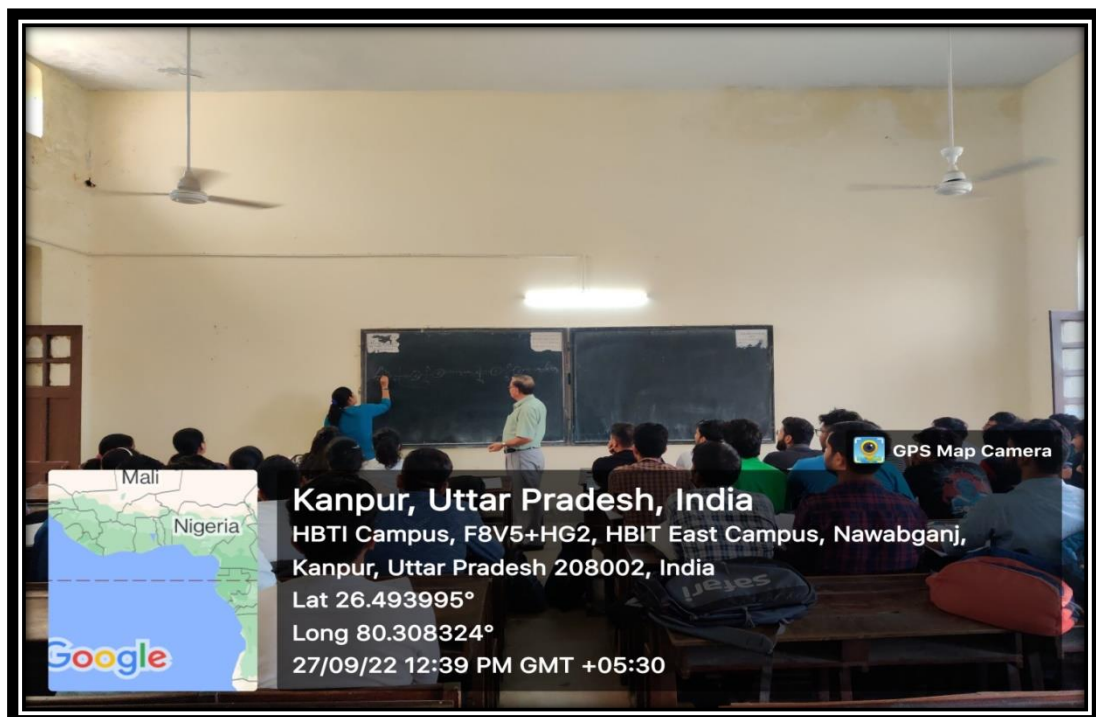 GPS Map Camera
Mali
Nigeria
Google
Kanpur, Uttar Pradesh, India
HBTI Campus, F8V5+HG2, HBIT East Campus, Nawabganj,
Kanpur, Uttar Pradesh 208002, India
Lat 26.493995°
Long 80.308324°
27/09/22 12:39 PM GMT +05:30
safari